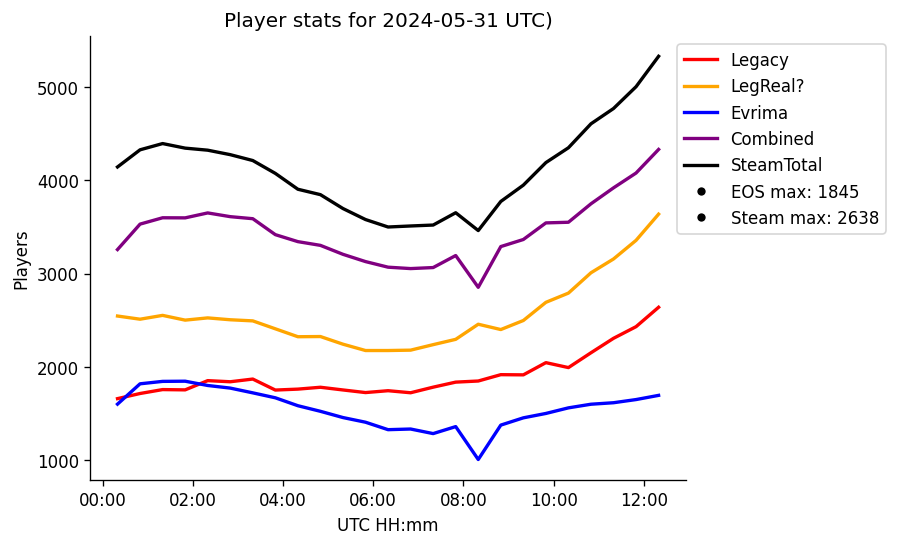 Player stats for 2024-05-31 UTC)
Players
5000
4000
3000
2000
1000
00:00 02:00 04:00 06:00 08:00 10:00 12:00
UTC HH:mm
Legacy
LegReal?
Evrima
Combined
SteamTotal
EOS max: 1845
Steam max: 2638